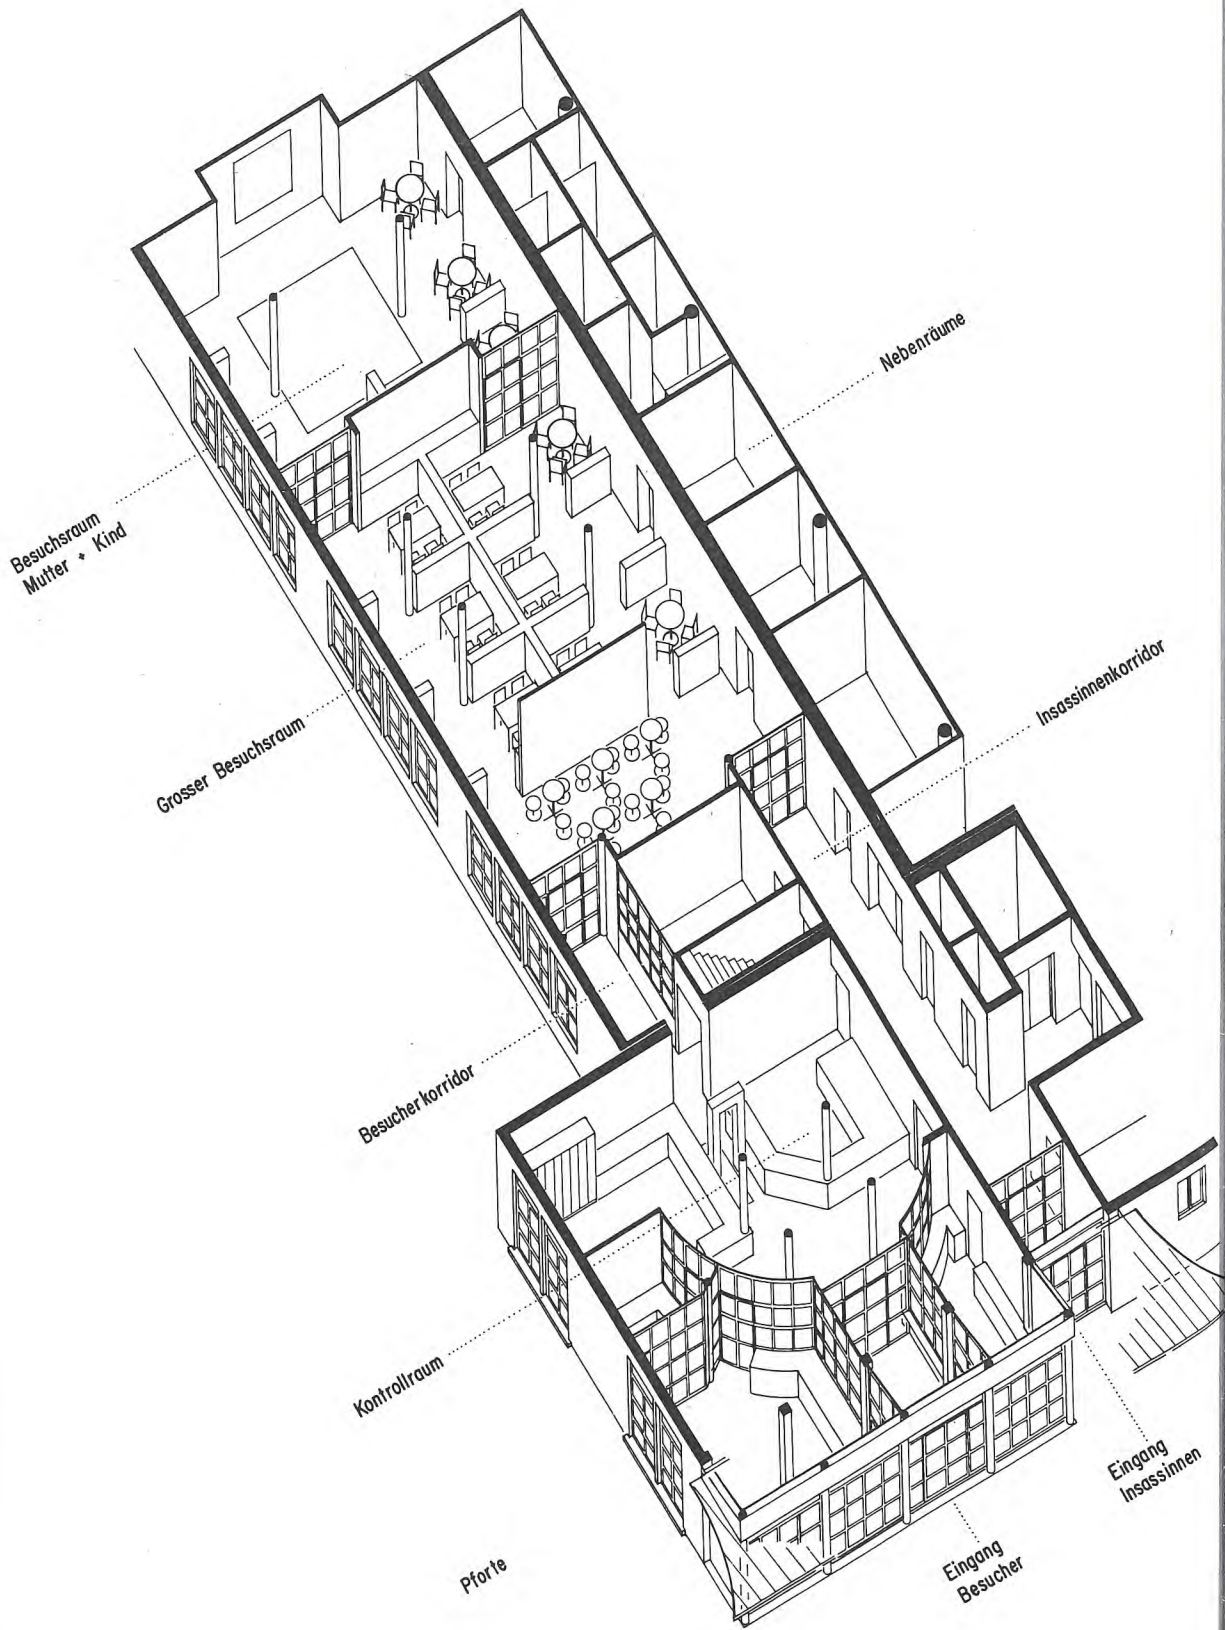 Nebenräume
Besuchsraum
Mutter + Kind
Insassinnenkorridor
Grosser Besuchsraum
Besucherkorridor
Kontrollraum
Eingang
Insassinnen
Eingang
Besucher
Pforte